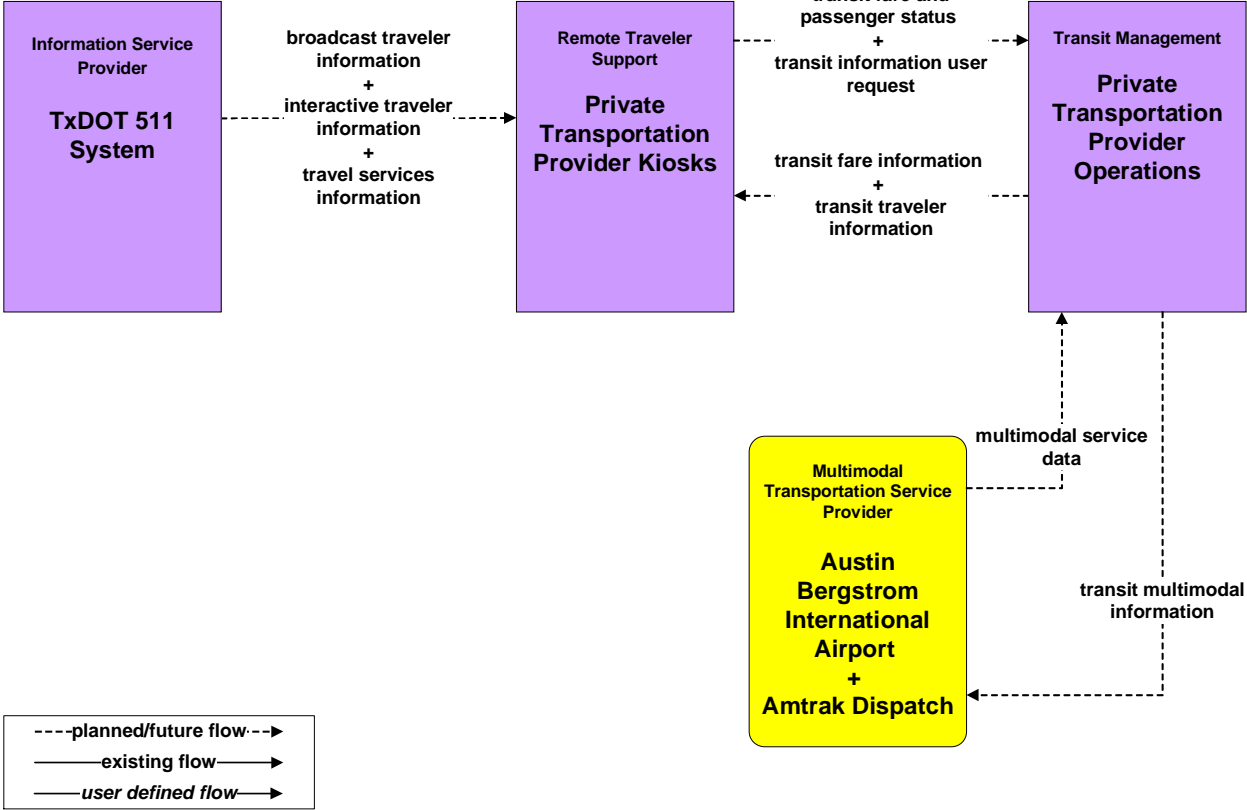 Information Service
Provider
TxDOT 511
System
broadcast traveler
information
+
interactive traveler
information
+
travel services
information
Remote Traveler
Support
Private
Transportation
Provider Kiosks
transit fare and
passenger status
+
transit information user
request
transit fare information
+
transit traveler
information
Transit Management
Private
Transportation
Provider
Operations
multimodal service
data
Multimodal
Transportation Service
Provider
Austin
Bergstrom
International
Airport
+
Amtrak Dispatch
transit multimodal
information
planned/future flow
existing flow
user defined flow